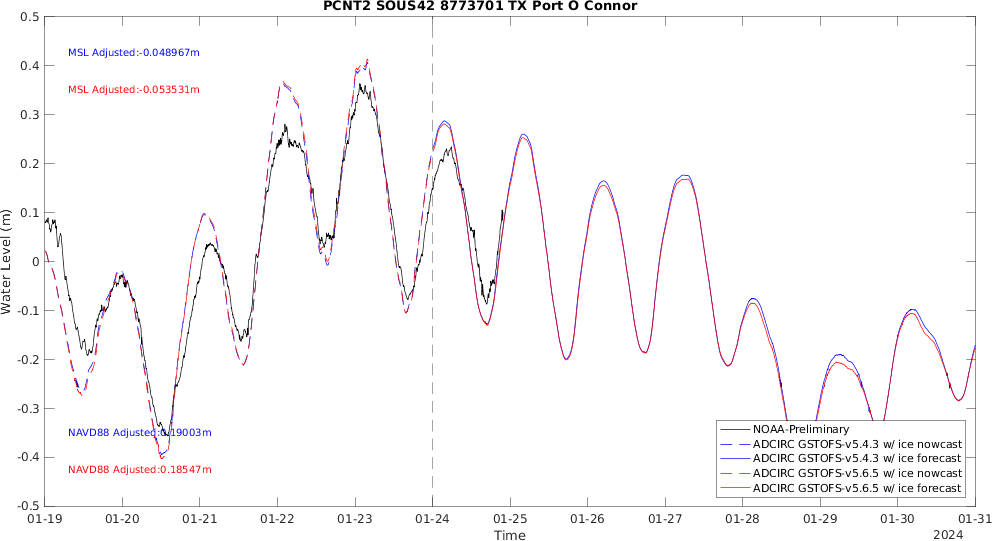 PCNT2 SOUS42 8773701 TX Port O Connor
0.5
0.4
0.3
0.2
0.1
0
-0.1
-0.2
-0.3
-0.4
-0.5
Water Level (m)
MSL Adjusted:-0.048967m
MSL Adjusted:-0.053531m
NAVD88 Adjusted:0.19003m
NAVD88 Adjusted:0.18547m
NOAA-Preliminary
ADCIRC GSTOFS-v5.4.3 w/ ice nowcast
ADCIRC GSTOFS-v5.4.3 w/ ice forecast
ADCIRC GSTOFS-v5.6.5 w/ ice nowcast
ADCIRC GSTOFS-v5.6.5 w/ ice forecast
01-19 01-20 01-21 01-22 01-23 01-24 01-25 01-26 01-27 01-28 01-29 01-30 01-31
Time
2024